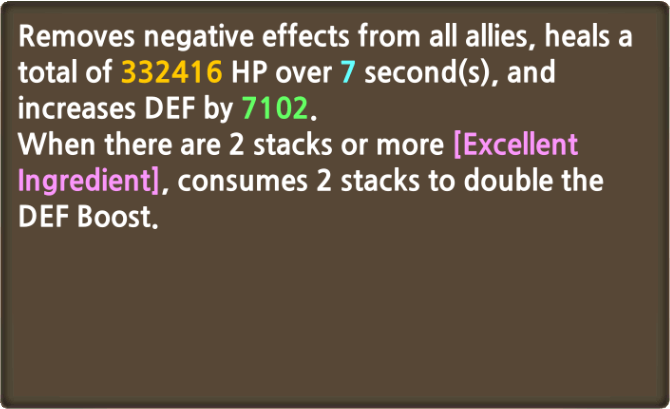 Removes negative effects from all allies, heals a
total of 332416 HP over 7 second(s), and
increases DEF by 7102.
When there are 2 stacks or more [Excellent
Ingredient], consumes 2 stacks to double the
DEF Boost.